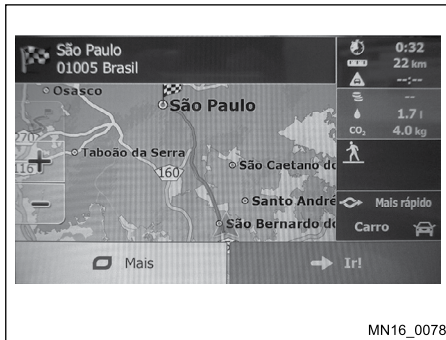 São Paulo
01005 Brasil
0:32
22 km
--:--
--
1.7 l
CO₂ 4.0 kg
Osasco
São Paulo
270
Taboão da Serra
116
160
São Caetano do
Santo André
São Bernardo do
+
−
Mais rápido
Carro
Mais
Ir!
MN16_0078